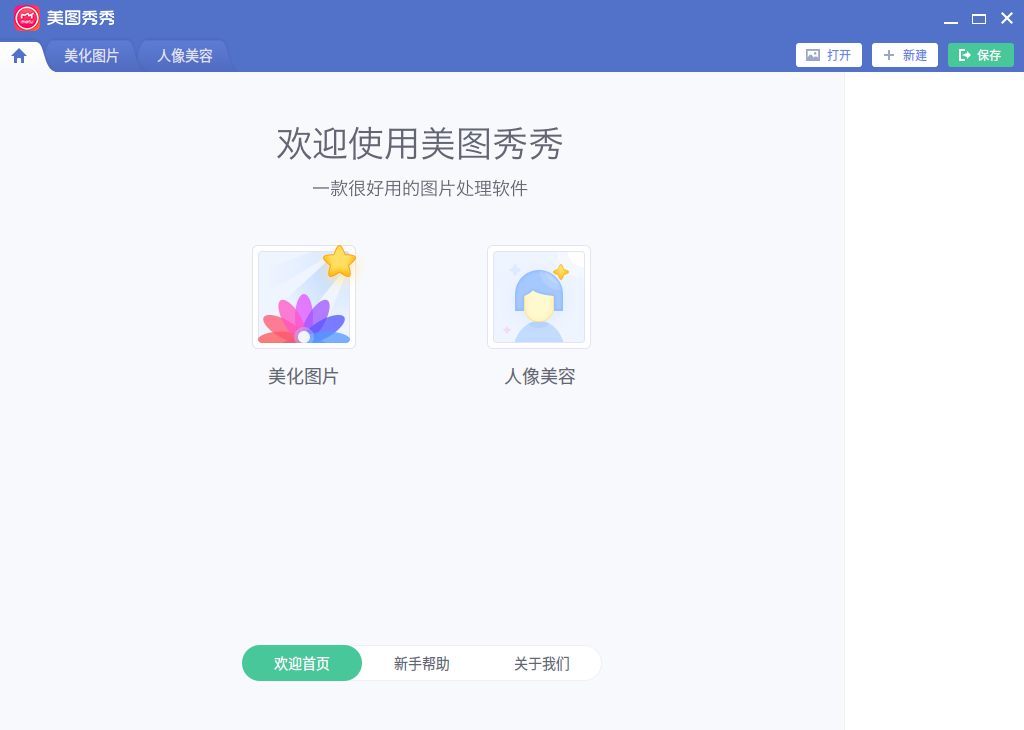 美图秀秀
美化图片
人像美容
打开
新建
保存
欢迎使用美图秀秀
一款很好用的图片处理软件
美化图片
人像美容
欢迎首页
新手帮助
关于我们